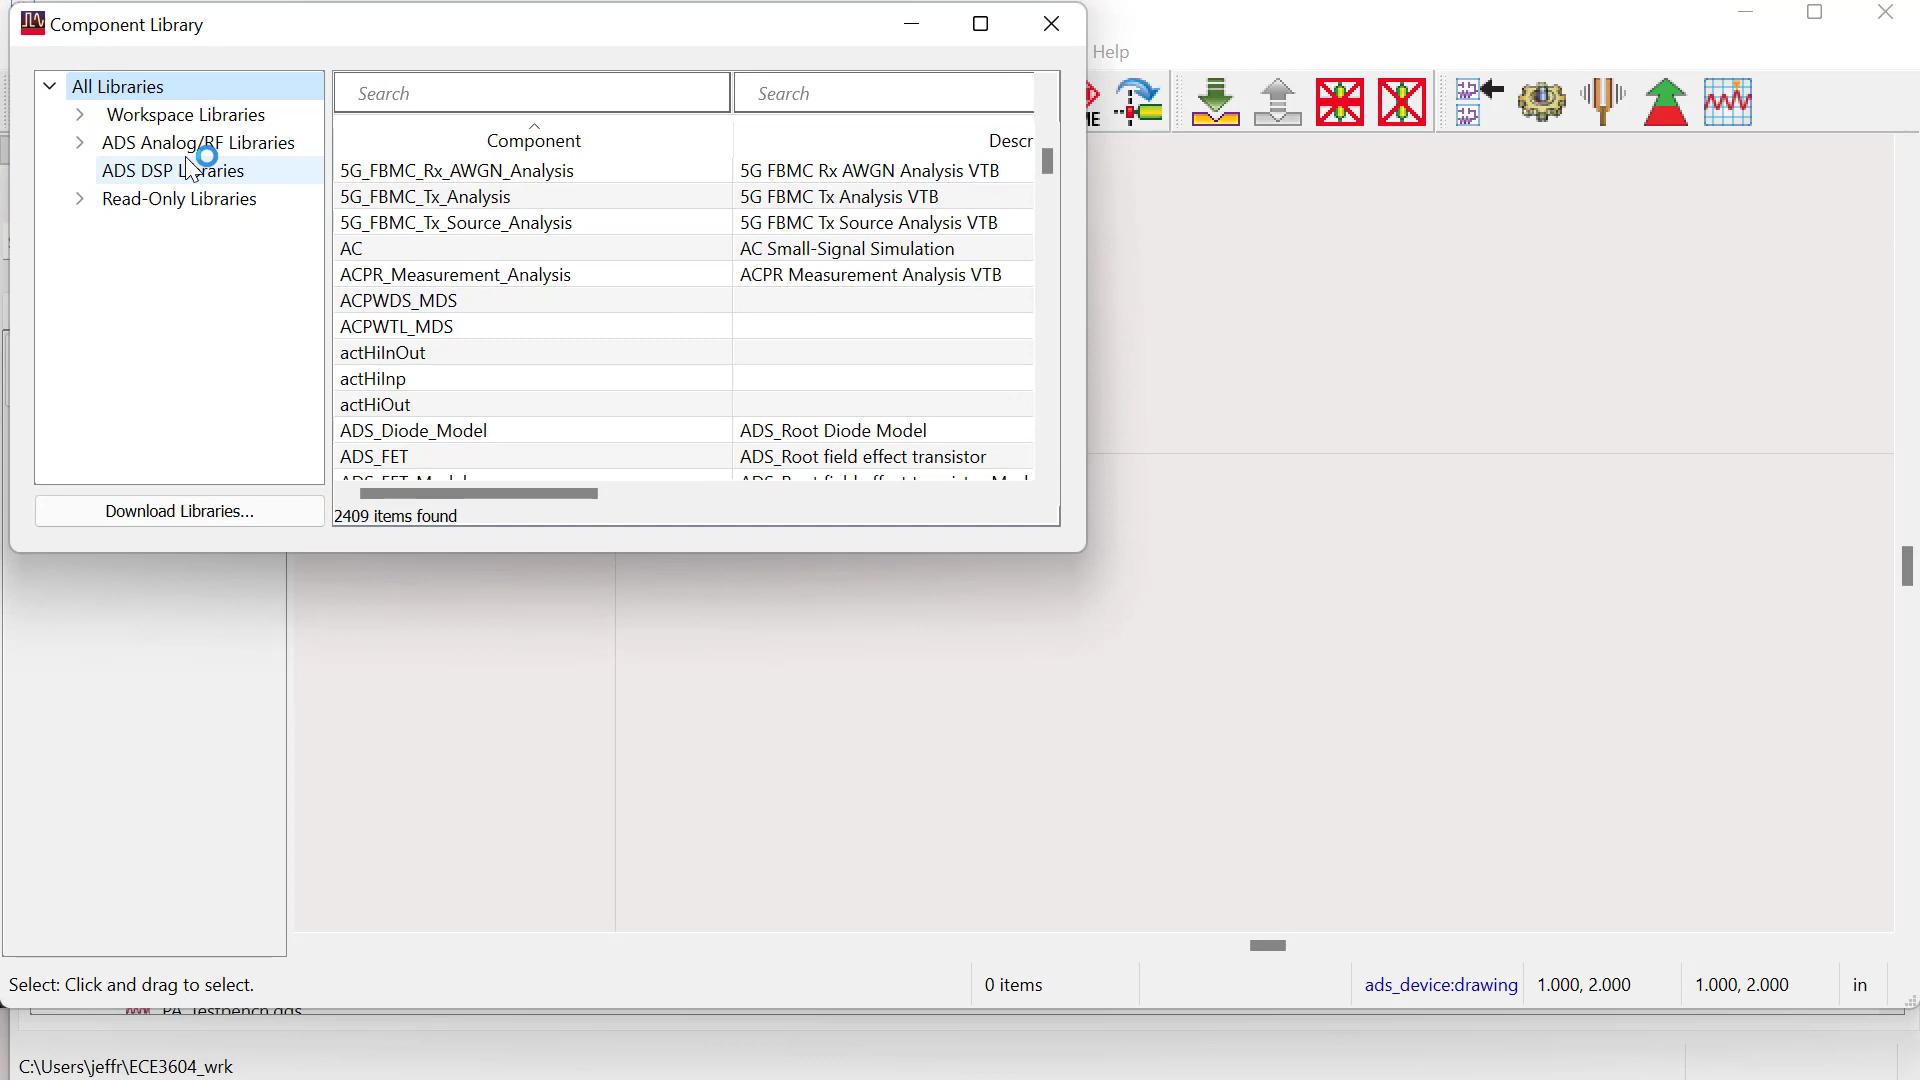 Component Library
Help
All Libraries
Workspace Libraries
ADS Analog/RF Libraries
ADS DSP Libraries
Read-Only Libraries
Download Libraries...
Search
Search
Component
Descr
5G_FBMC_Rx_AWGN_Analysis
5G FBMC Rx AWGN Analysis VTB
5G_FBMC_Tx_Analysis
5G FBMC Tx Analysis VTB
5G_FBMC_Tx_Source_Analysis
5G FBMC Tx Source Analysis VTB
AC
AC Small-Signal Simulation
ACPR_Measurement_Analysis
ACPR Measurement Analysis VTB
ACPWDS_MDS
ACPWTL_MDS
actHiInOut
actHiInp
actHiOut
ADS_Diode_Model
ADS_Root Diode Model
ADS_FET
ADS_Root field effect transistor
2409 items found
ME
Select: Click and drag to select.
0 items
ads_device:drawing
1.000, 2.000
1.000, 2.000
in
PA_Testbench.dds
C:\Users\jeffr\ECE3604_wrk